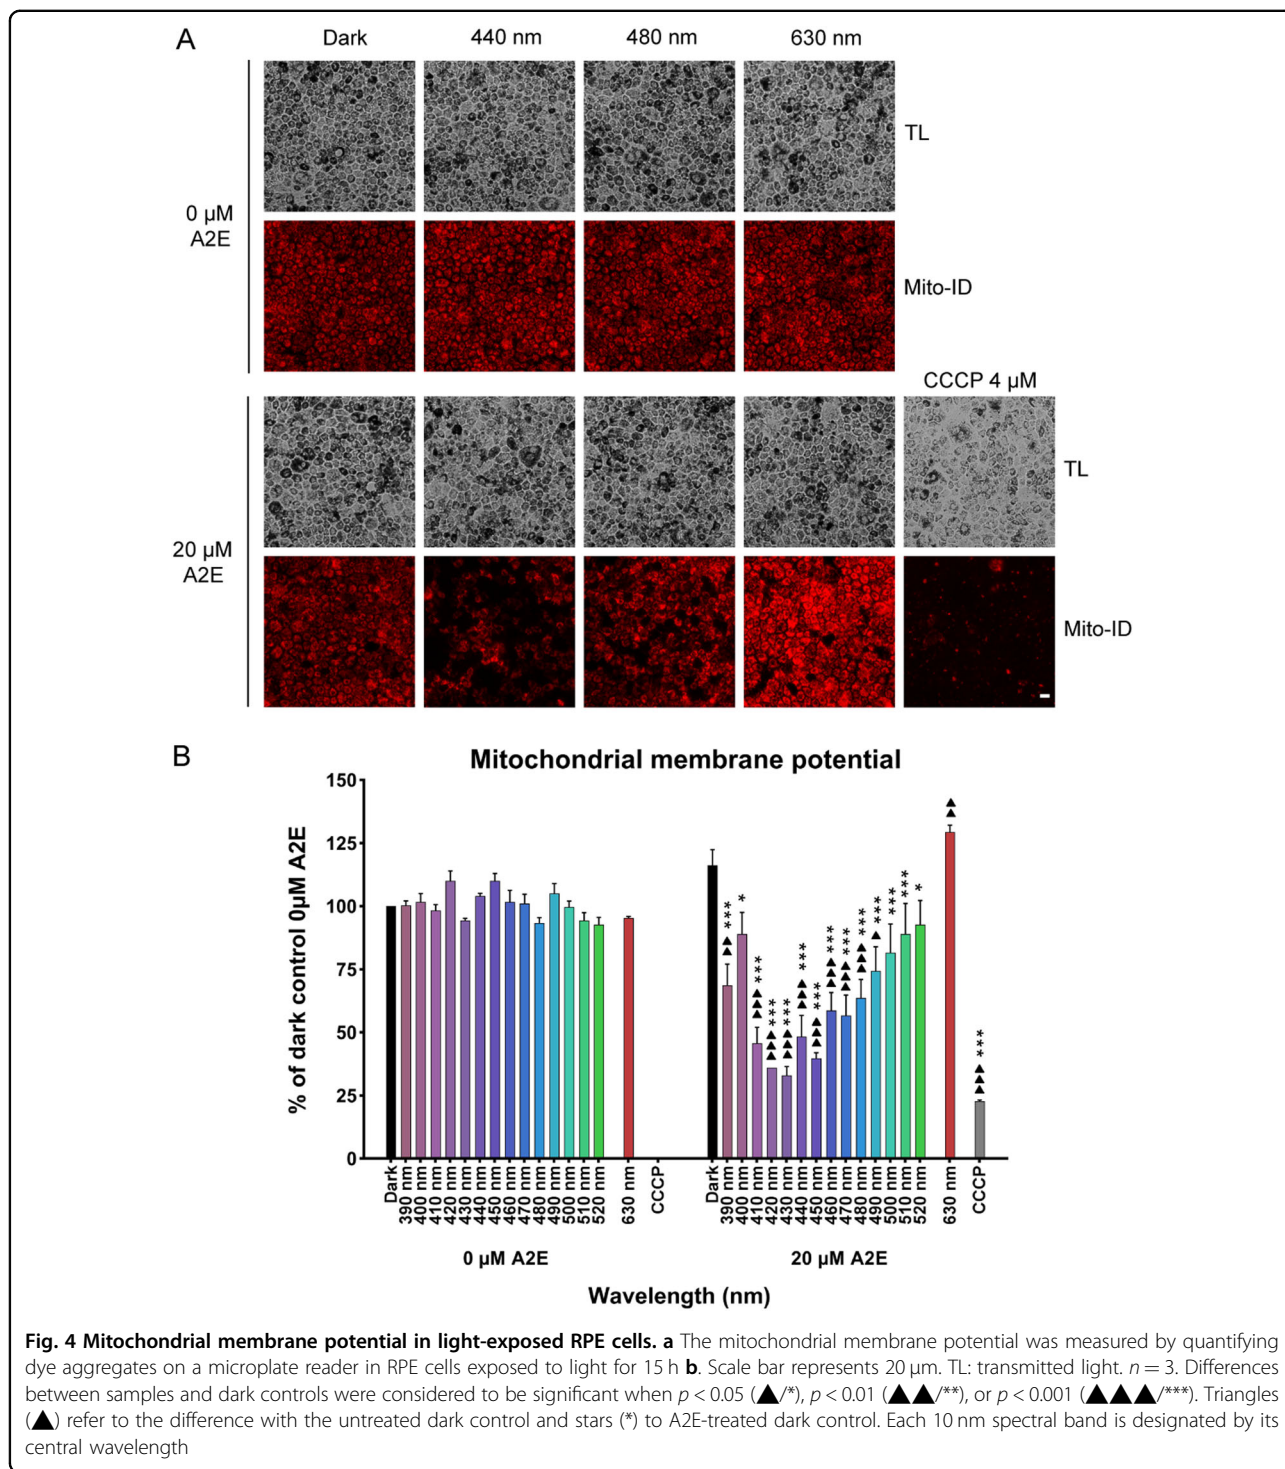 A
Dark 440 nm 480 nm 630 nm
TL
0 µM
A2E
Mito-ID
CCCP 4 µM
TL
20 µM
A2E
Mito-ID
B
Mitochondrial membrane potential
% of dark control 0µM A2E
150
125
100
75
50
25
0
▲▲*** * ▲▲▲*** ▲▲▲*** ▲▲▲*** ▲▲▲*** ▲▲▲*** ▲▲▲*** ▲▲▲*** ▲▲▲*** ▲*** *** *** * ▲▲ ▲▲▲***
Dark 390 nm 400 nm 410 nm 420 nm 430 nm 440 nm 450 nm 460 nm 470 nm 480 nm 490 nm 500 nm 510 nm 520 nm 630 nm CCCP
Dark 390 nm 400 nm 410 nm 420 nm 430 nm 440 nm 450 nm 460 nm 470 nm 480 nm 490 nm 500 nm 510 nm 520 nm 630 nm CCCP
0 µM A2E 20 µM A2E
Wavelength (nm)
Fig. 4 Mitochondrial membrane potential in light-exposed RPE cells. a The mitochondrial membrane potential was measured by quantifying
dye aggregates on a microplate reader in RPE cells exposed to light for 15 h b. Scale bar represents 20 µm. TL: transmitted light. n = 3. Differences
between samples and dark controls were considered to be significant when p < 0.05 (▲/*), p < 0.01 (▲▲/**), or p < 0.001 (▲▲▲/***). Triangles
(▲) refer to the difference with the untreated dark control and stars (*) to A2E-treated dark control. Each 10 nm spectral band is designated by its
central wavelength